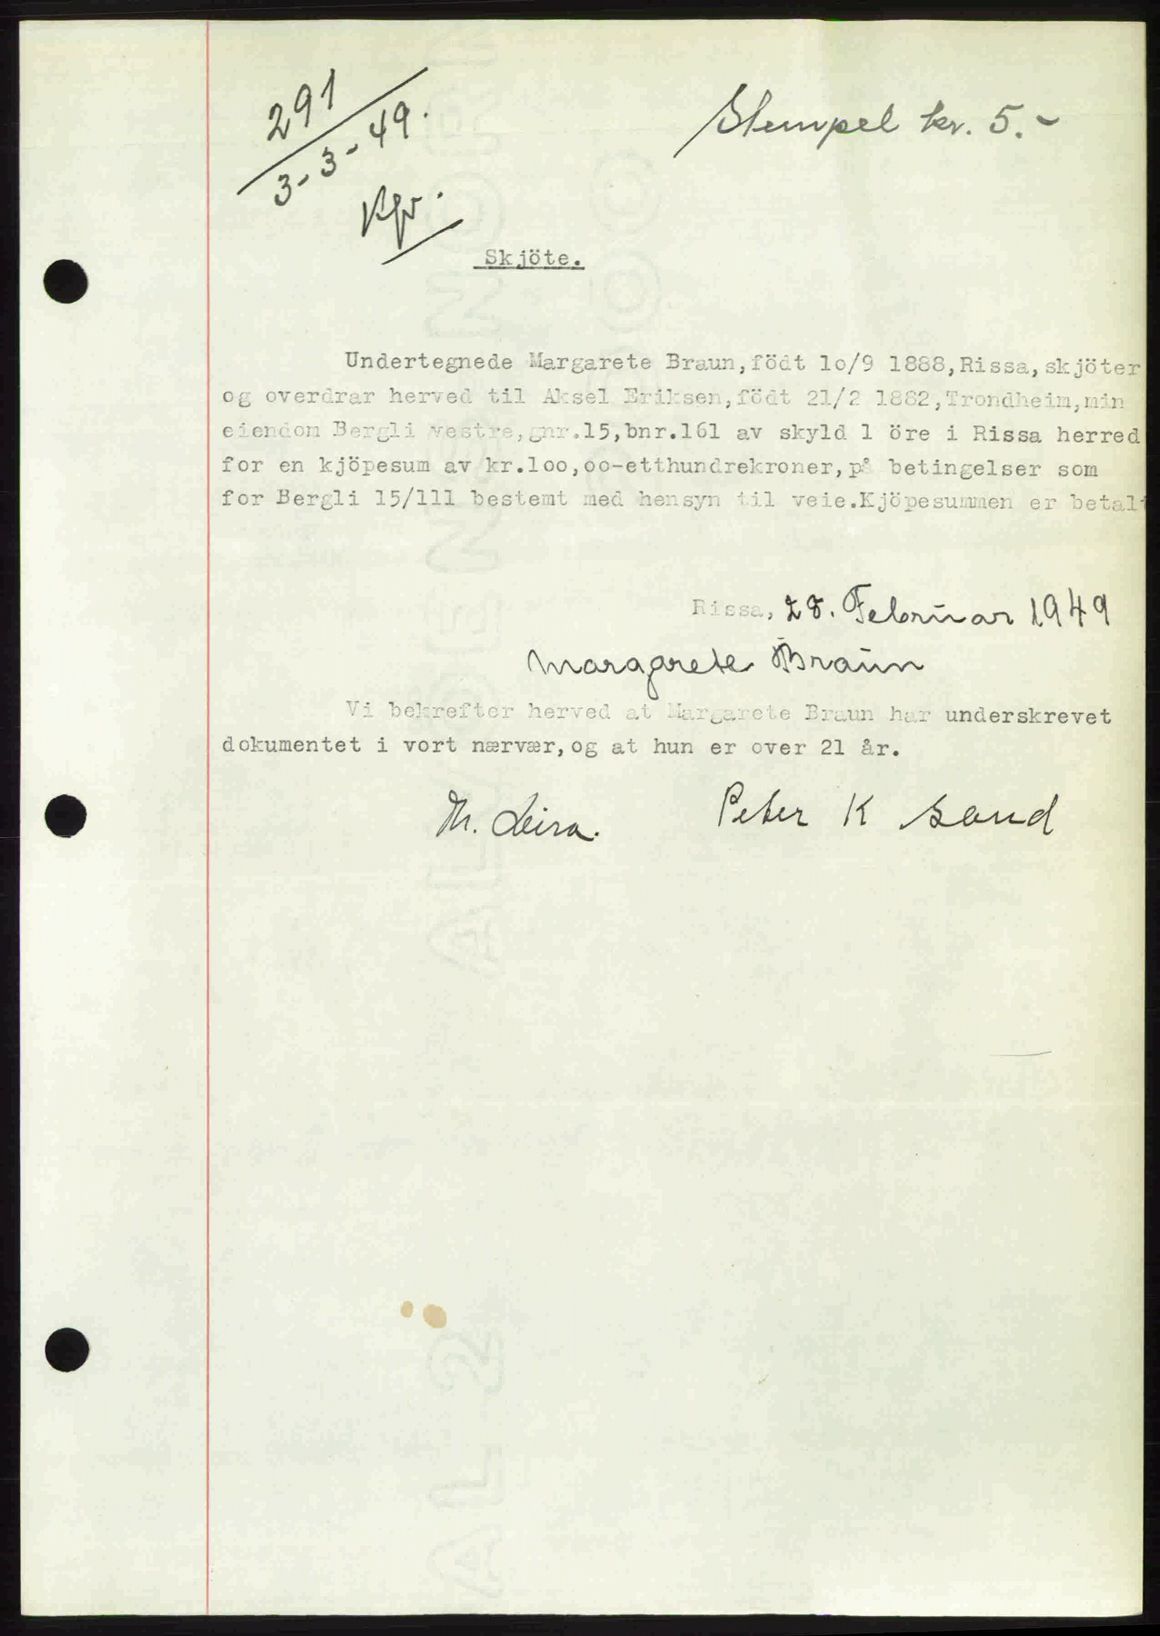 291
3-3-49.
Stempel kr. 5.-
Skjöte.
Undertegnede Margarete Braun,födt lo/9 1888,Rissa,skjöter
og overdrar herved til Aksel Eriksen,födt 21/2 1882,Trondheim,min
eiendom Bergli vestre,gnr.15,bnr.161 av skyld 1 öre i Rissa herred
for en kjöpesum av kr.loo,oo-etthundrekroner,på betingelser som
for Bergli 15/111 bestemt med hensyn til veie.Kjöpesummen er betalt
Rissa, 28. Februar 1949
Margarete Braun
Vi bekrefter herved at Margarete Braun har underskrevet
dokumentet i vort nærvær,og at hun er over 21 år.
M. Leira. Peter K Sand